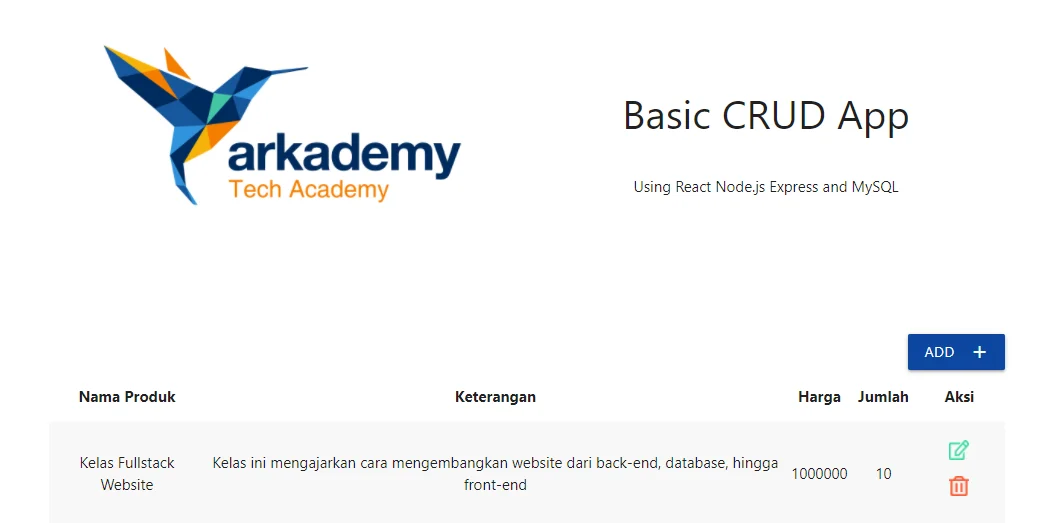 arkademy
Tech Academy
Basic CRUD App
Using React Node.js Express and MySQL
ADD +
Nama Produk Keterangan Harga Jumlah Aksi
Kelas Fullstack
Website
Kelas ini mengajarkan cara mengembangkan website dari back-end, database, hingga
front-end
1000000
10